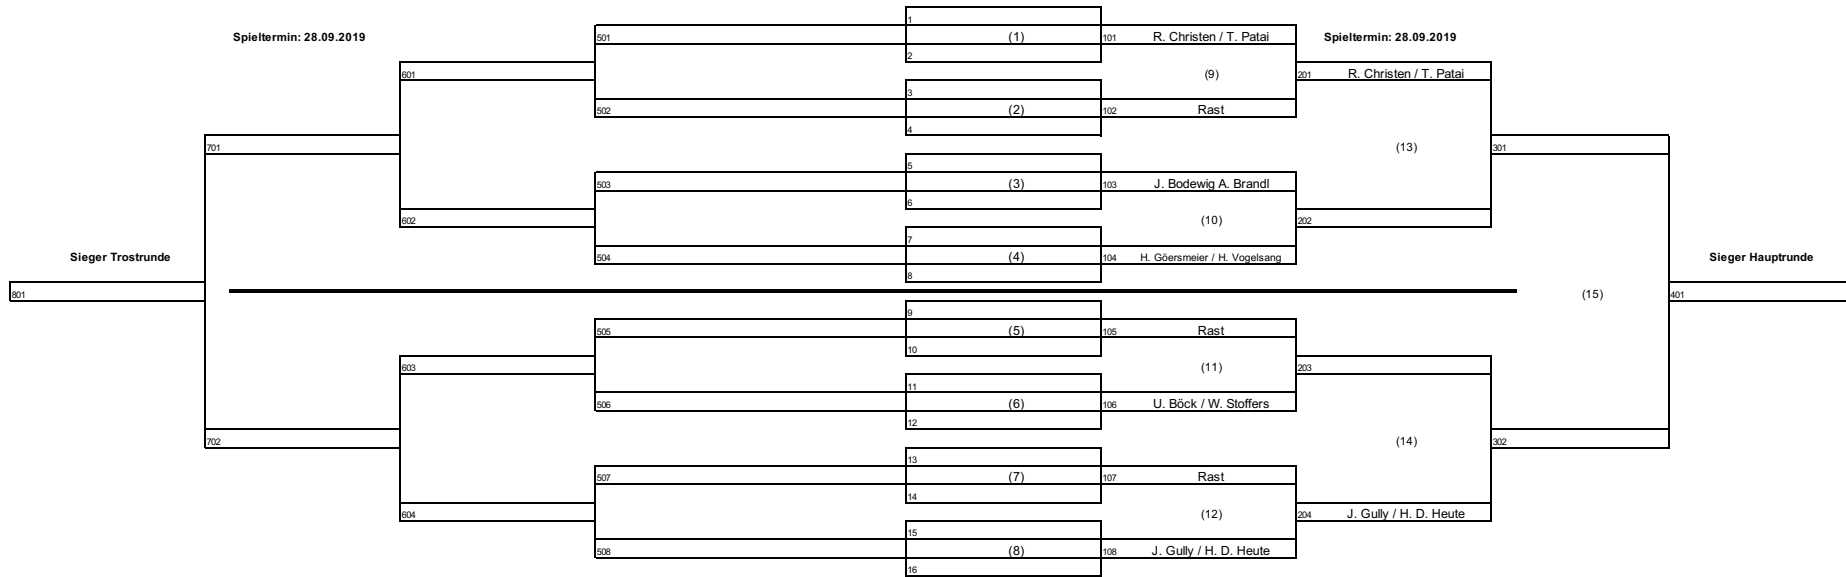 1
Spieltermin: 28.09.2019 501 (1) 101 R. Christen / T. Patai Spieltermin: 28.09.2019
2
601 (9) 201 R. Christen / T. Patai
3
502 (2) 102 Rast
4
701 (13) 301
5
503 (3) 103 J. Bodewig A. Brandl
6
602 (10) 202
7
Sieger Trostrunde 504 (4) 104 H. Göersmeier / H. Vogelsang Sieger Hauptrunde
8
801 (15) 401
9
505 (5) 105 Rast
10
603 (11) 203
11
506 (6) 106 U. Böck / W. Stoffers
12
702 (14) 302
13
507 (7) 107 Rast
14
604 (12) 204 J. Gully / H. D. Heute
15
508 (8) 108 J. Gully / H. D. Heute
16